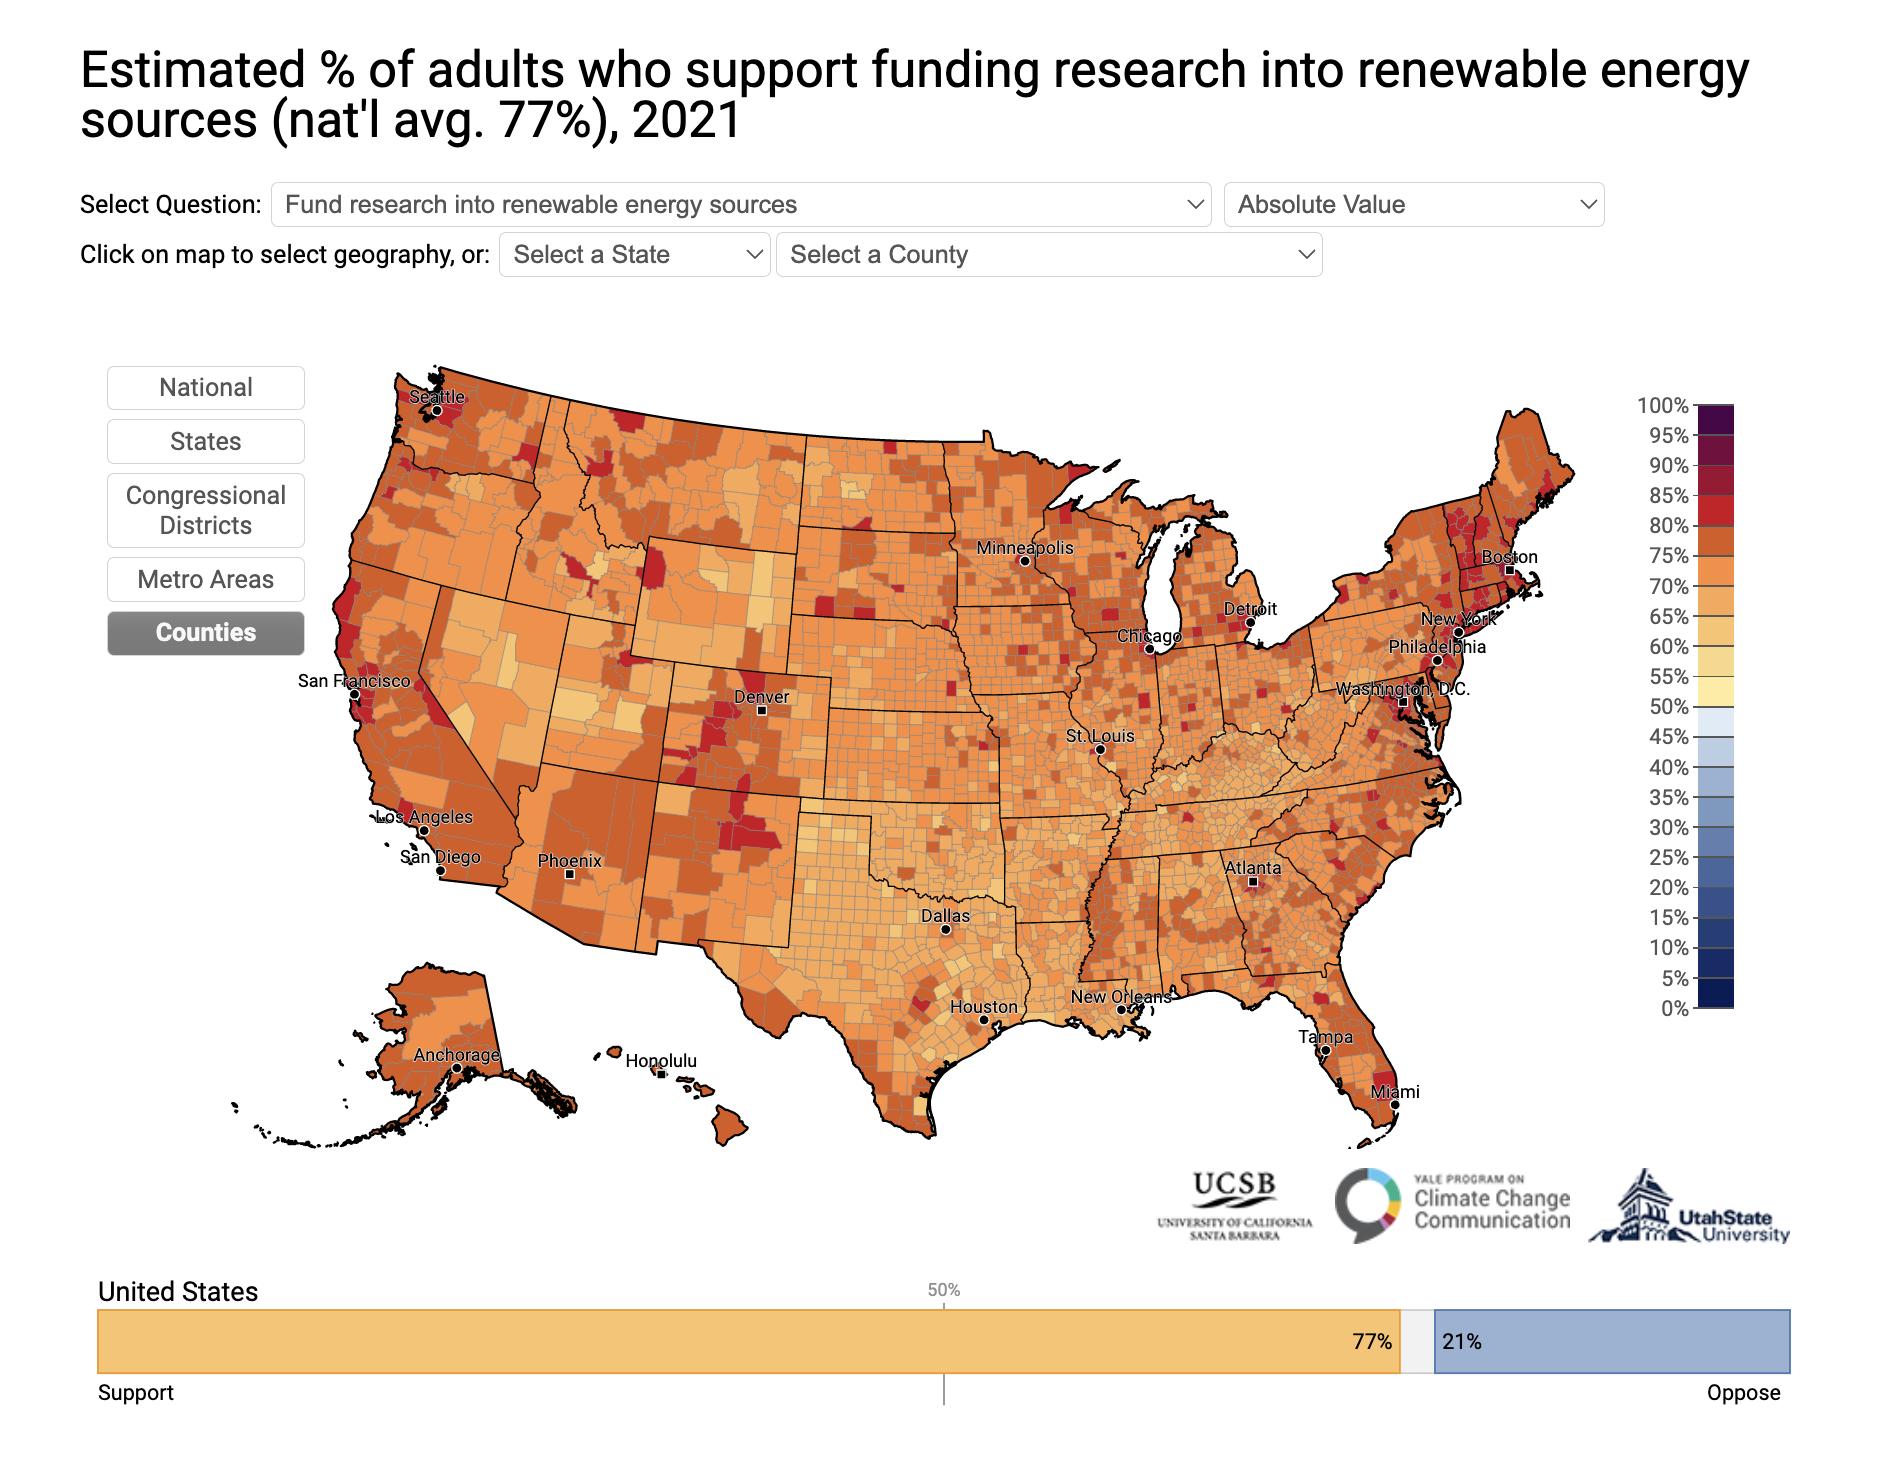 Estimated % of adults who support funding research into renewable energy
sources (nat'l avg. 77%), 2021
Select Question: Fund research into renewable energy sources Absolute Value
Click on map to select geography, or: Select a State Select a County
National
States
Congressional
Districts
Metro Areas
Counties
Seattle
Minneapolis
Boston
Detroit
New York
Chicago
Philadelphia
San Francisco
Washington, D.C.
Denver
St. Louis
Los Angeles
San Diego
Phoenix
Atlanta
Dallas
New Orleans
Houston
Tampa
Anchorage
Honolulu
Miami
100%
95%
90%
85%
80%
75%
70%
65%
60%
55%
50%
45%
40%
35%
30%
25%
20%
15%
10%
5%
0%
UCSB
UNIVERSITY OF CALIFORNIA
SANTA BARBARA
YALE PROGRAM ON
Climate Change
Communication
UtahState
University
United States
50%
77%
21%
Support
Oppose